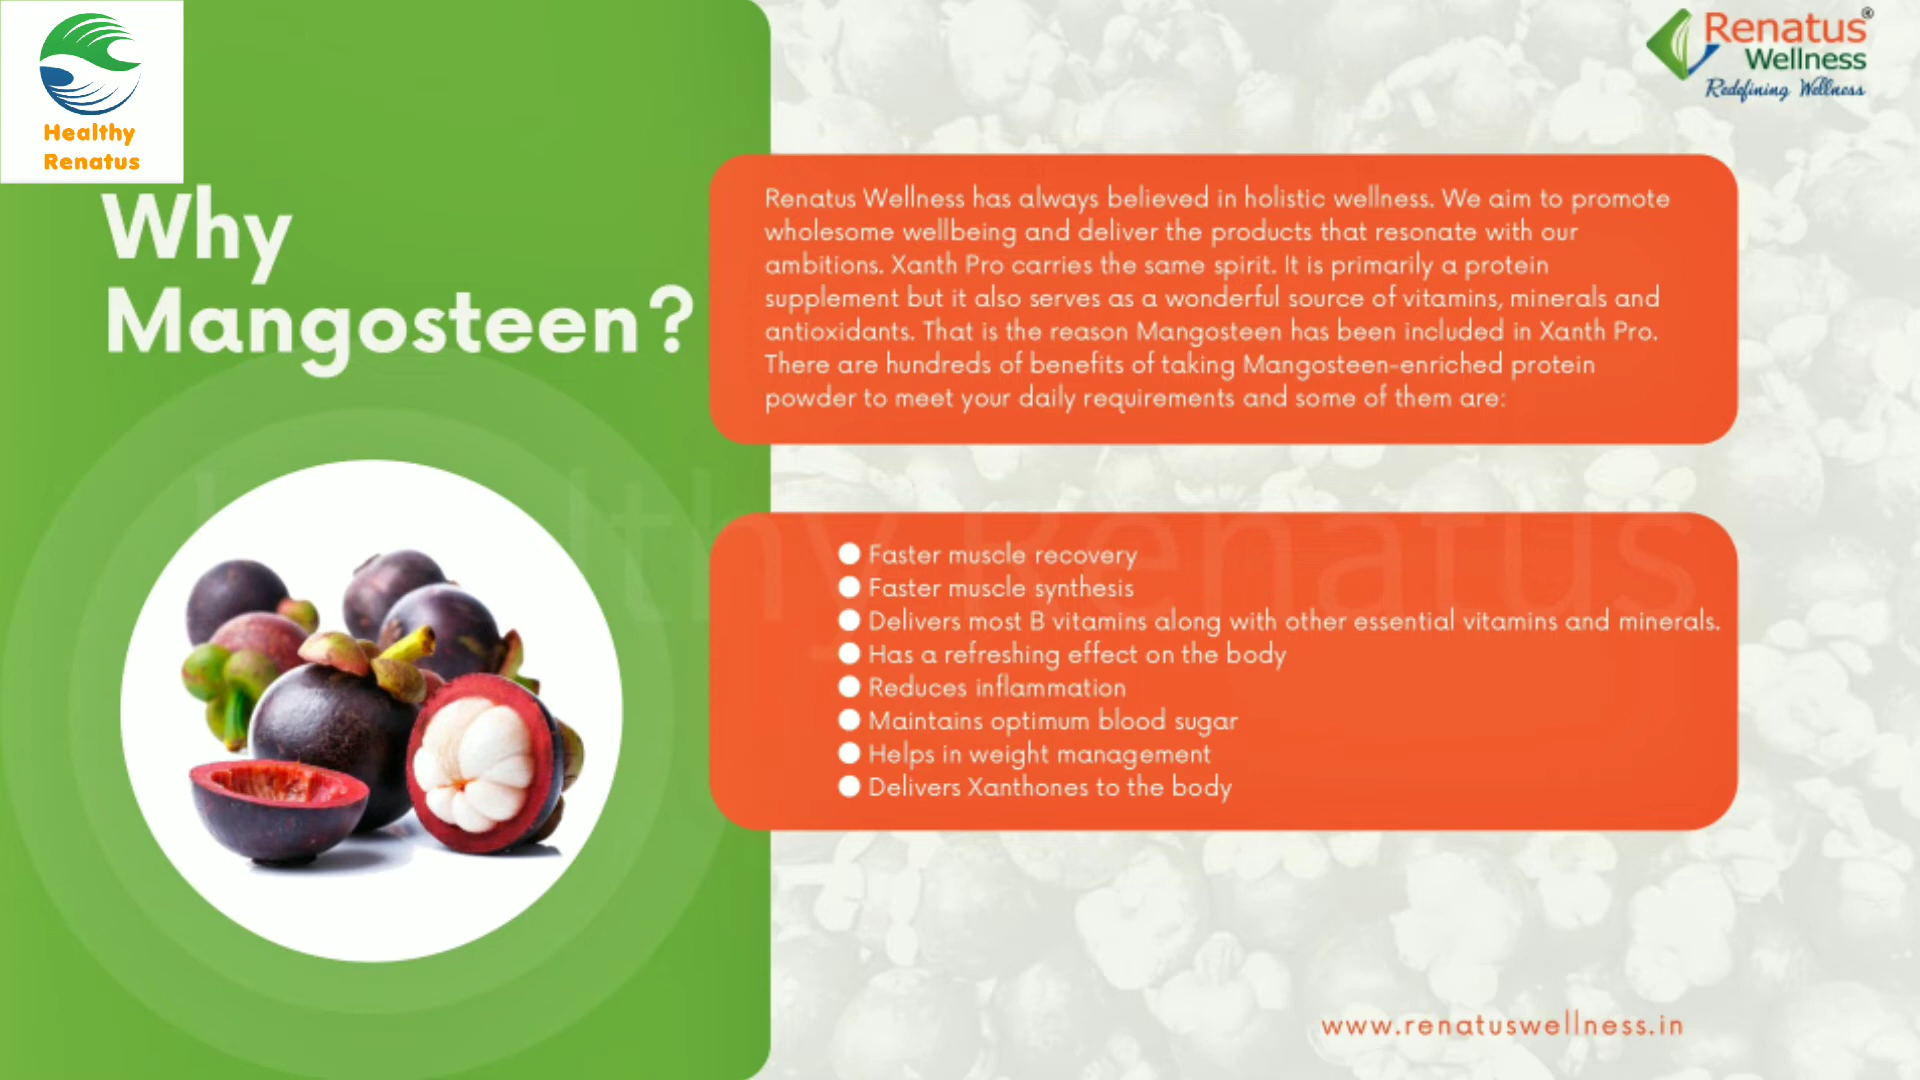 Healthy
Renatus
Renatus®
Wellness
Redefining Wellness
Why
Mangosteen?
Renatus Wellness has always believed in holistic wellness. We aim to promote
wholesome wellbeing and deliver the products that resonate with our
ambitions. Xanth Pro carries the same spirit. It is primarily a protein
supplement but it also serves as a wonderful source of vitamins, minerals and
antioxidants. That is the reason Mangosteen has been included in Xanth Pro.
There are hundreds of benefits of taking Mangosteen-enriched protein
powder to meet your daily requirements and some of them are:
Healthy Renatus
Faster muscle recovery
Faster muscle synthesis
Delivers most B vitamins along with other essential vitamins and minerals.
Has a refreshing effect on the body
Reduces inflammation
Maintains optimum blood sugar
Helps in weight management
Delivers Xanthones to the body
www.renatuswellness.in